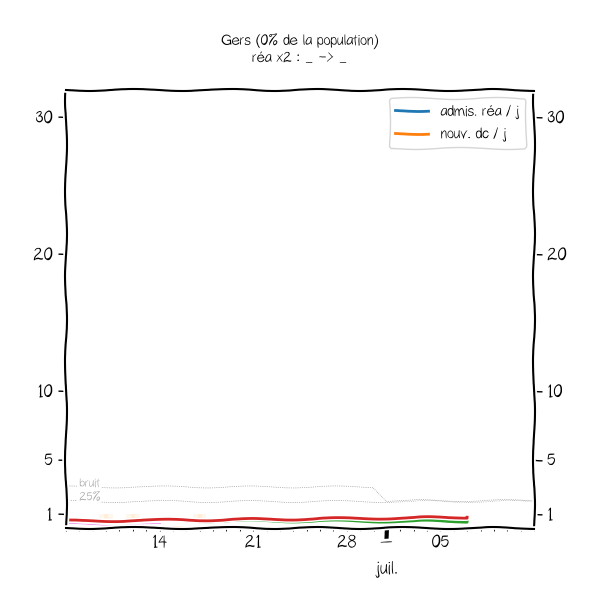 Gers (0% de la population)
réa x2 : _ -> _
admis. réa / j
nouv. dc / j
30
30
20
20
10
10
5
5
bruit
25%
1
1
14
21
28
05
juil.